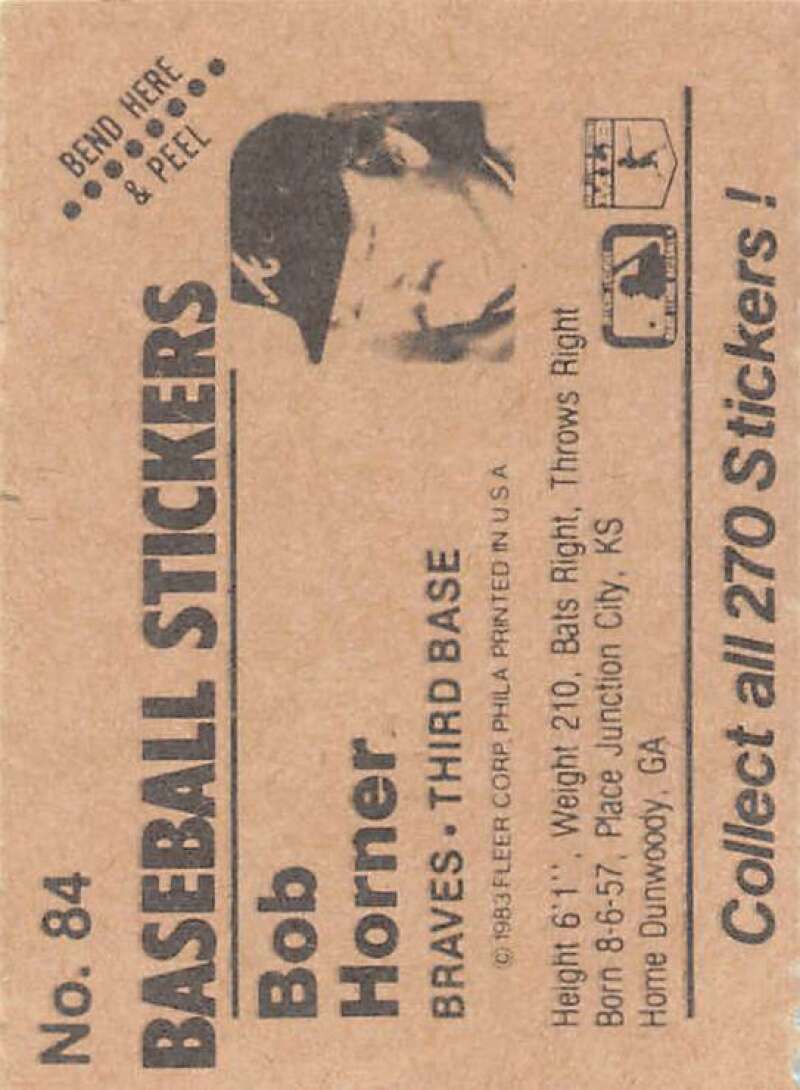 No. 84
BEND HERE
& PEEL
BASEBALL STICKERS
Bob
Horner
BRAVES • THIRD BASE
© 1983 FLEER CORP. PHILA PRINTED IN U S A
Height 6'1'', Weight 210, Bats Right, Throws Right
Born 8-6-57, Place Junction City, KS
Home Dunwoody, GA
Collect all 270 Stickers !